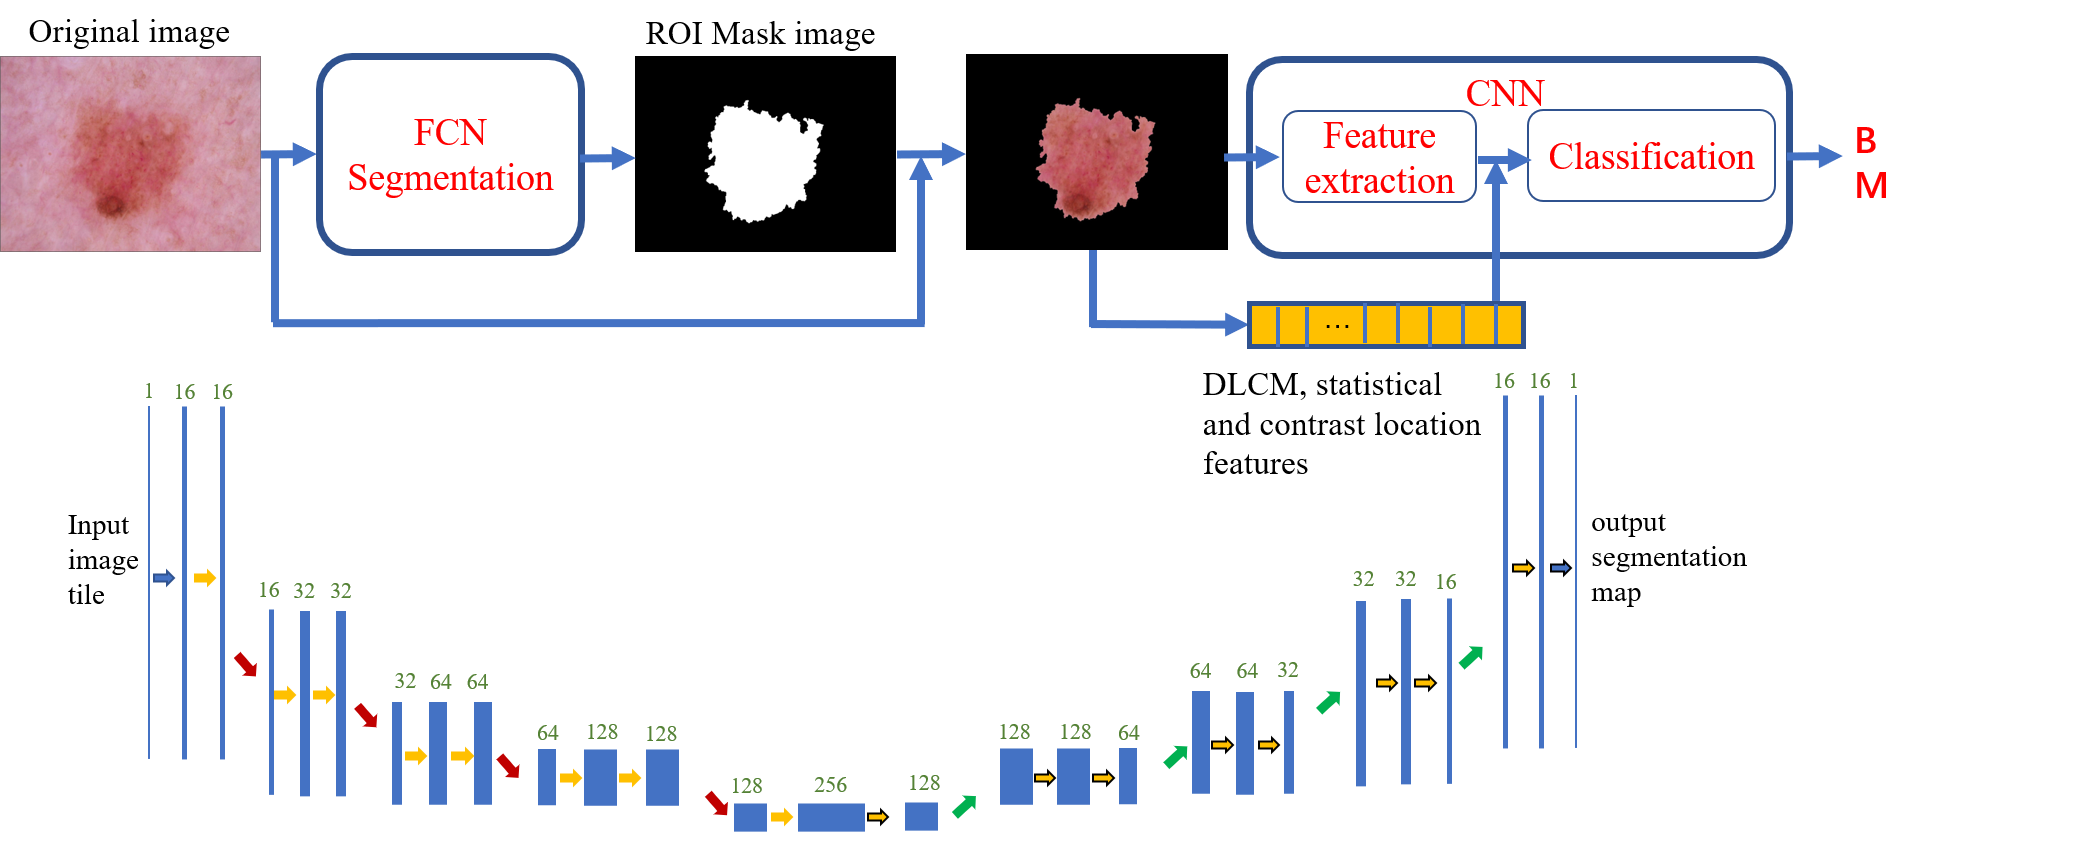 Original image
ROI Mask image
FCN
Segmentation
CNN
Feature
extraction
Classification
B
M
...
DLCM, statistical
and contrast location
features
1 16 16
16 16 1
Input
image
tile
output
segmentation
map
16 32 32
32 32 16
32 64 64
64 64 32
64 128 128
128 128 64
128 256 128